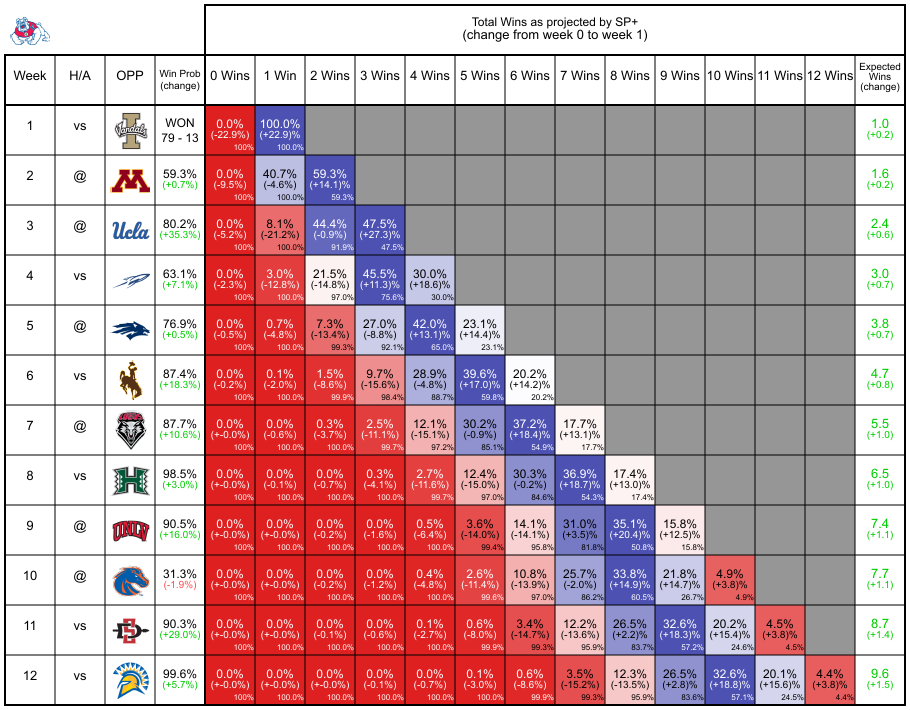 Total Wins as projected by SP+
(change from week 0 to week 1)
Week H/A OPP Win Prob (change) 0 Wins 1 Win 2 Wins 3 Wins 4 Wins 5 Wins 6 Wins 7 Wins 8 Wins 9 Wins 10 Wins 11 Wins 12 Wins Expected Wins (change)
1 vs I Vandals WON 0.0% 100.0% 1.0
79 - 13 (-22.9%) (+22.9)% (+0.2)
100% 100.0%
2 @ M 59.3% 0.0% 40.7% 59.3% 1.6
(+0.7%) (-9.5%) (-4.6%) (+14.1)% (+0.2)
100% 100.0% 59.3%
3 @ Ucla 80.2% 0.0% 8.1% 44.4% 47.5% 2.4
(+35.3%) (-5.2%) (-21.2%) (-0.9%) (+27.3)% (+0.6)
100% 100.0% 91.9% 47.5%
4 vs 63.1% 0.0% 3.0% 21.5% 45.5% 30.0% 3.0
(+7.1%) (-2.3%) (-12.8%) (-14.8%) (+11.3)% (+18.6)% (+0.7)
100% 100.0% 97.0% 75.6% 30.0%
5 @ 76.9% 0.0% 0.7% 7.3% 27.0% 42.0% 23.1% 3.8
(+0.5%) (-0.5%) (-4.8%) (-13.4%) (-8.8%) (+13.1)% (+14.4)% (+0.7)
100% 100.0% 99.3% 92.1% 65.0% 23.1%
6 vs 87.4% 0.0% 0.1% 1.5% 9.7% 28.9% 39.6% 20.2% 4.7
(+18.3%) (-0.2%) (-2.0%) (-8.6%) (-15.6%) (-4.8%) (+17.0)% (+14.2)% (+0.8)
100% 100.0% 99.9% 98.4% 88.7% 59.8% 20.2%
7 @ 87.7% 0.0% 0.0% 0.3% 2.5% 12.1% 30.2% 37.2% 17.7% 5.5
(+10.6%) (+-0.0%) (-0.6%) (-3.7%) (-11.1%) (-15.1%) (-0.9%) (+18.4)% (+13.1)% (+1.0)
100% 100.0% 100.0% 99.7% 97.2% 85.1% 54.9% 17.7%
8 vs H 98.5% 0.0% 0.0% 0.0% 0.3% 2.7% 12.4% 30.3% 36.9% 17.4% 6.5
(+3.0%) (+-0.0%) (-0.1%) (-0.7%) (-4.1%) (-11.6%) (-15.0%) (-0.2%) (+18.7)% (+13.0)% (+1.0)
100% 100.0% 100.0% 100.0% 99.7% 97.0% 84.6% 54.3% 17.4%
9 @ UNLV 90.5% 0.0% 0.0% 0.0% 0.0% 0.5% 3.6% 14.1% 31.0% 35.1% 15.8% 7.4
(+16.0%) (+-0.0%) (+-0.0%) (-0.2%) (-1.6%) (-6.4%) (-14.0%) (-14.1%) (+3.5)% (+20.4)% (+12.5)% (+1.1)
100% 100.0% 100.0% 100.0% 100.0% 99.4% 95.8% 81.8% 50.8% 15.8%
10 @ 31.3% 0.0% 0.0% 0.0% 0.0% 0.4% 2.6% 10.8% 25.7% 33.8% 21.8% 4.9% 7.7
(-1.9%) (+-0.0%) (+-0.0%) (-0.2%) (-1.2%) (-4.8%) (-11.4%) (-13.9%) (-2.0%) (+14.9)% (+14.7)% (+3.8)% (+1.1)
100% 100.0% 100.0% 100.0% 100.0% 99.6% 97.0% 86.2% 60.5% 26.7% 4.9%
11 vs SD 90.3% 0.0% 0.0% 0.0% 0.0% 0.1% 0.6% 3.4% 12.2% 26.5% 32.6% 20.2% 4.5% 8.7
(+29.0%) (+-0.0%) (+-0.0%) (-0.1%) (-0.6%) (-2.7%) (-8.0%) (-14.7%) (-13.6%) (+2.2)% (+18.3)% (+15.4)% (+3.8)% (+1.4)
100% 100.0% 100.0% 100.0% 100.0% 99.9% 99.3% 95.9% 83.7% 57.2% 24.6% 4.5%
12 vs 99.6% 0.0% 0.0% 0.0% 0.0% 0.0% 0.1% 0.6% 3.5% 12.3% 26.5% 32.6% 20.1% 4.4% 9.6
(+5.7%) (+-0.0%) (+-0.0%) (+-0.0%) (-0.1%) (-0.7%) (-3.0%) (-8.6%) (-15.2%) (-13.5%) (+2.8)% (+18.8)% (+15.6)% (+3.8)% (+1.5)
100% 100.0% 100.0% 100.0% 100.0% 100.0% 99.9% 99.3% 95.9% 83.6% 57.1% 24.5% 4.4%